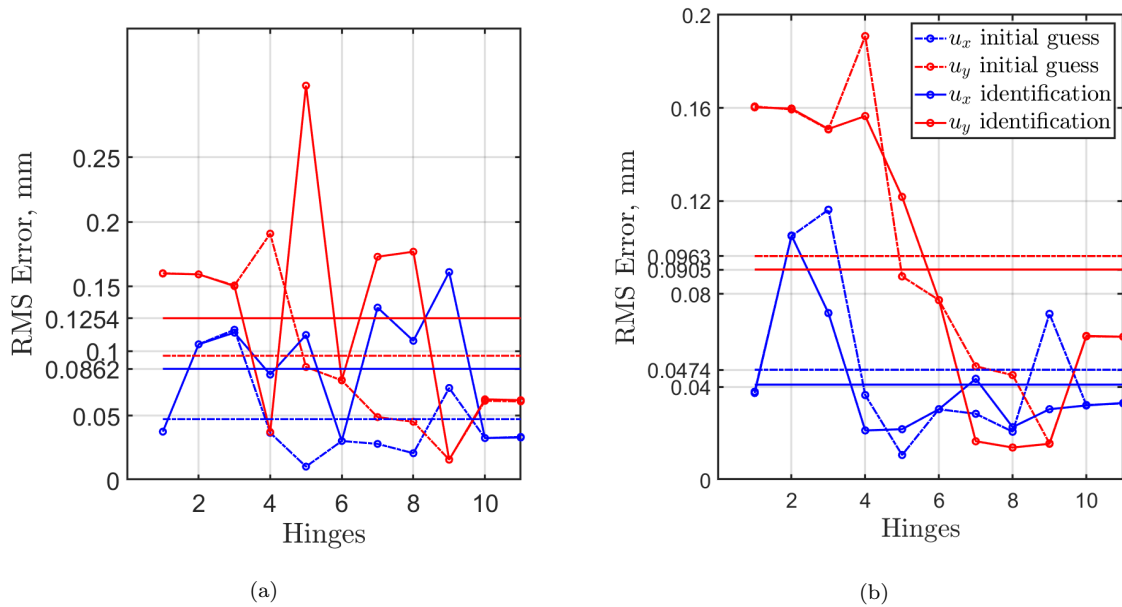 RMS Error, mm
0.25
0.2
0.15
0.1254
0.1
0.0862
0.05
0
2 4 6 8 10
Hinges
(a)
RMS Error, mm
0.2
0.16
0.12
0.0963
0.0905
0.08
0.0474
0.04
0
2 4 6 8 10
Hinges
u_x initial guess
u_y initial guess
u_x identification
u_y identification
(b)